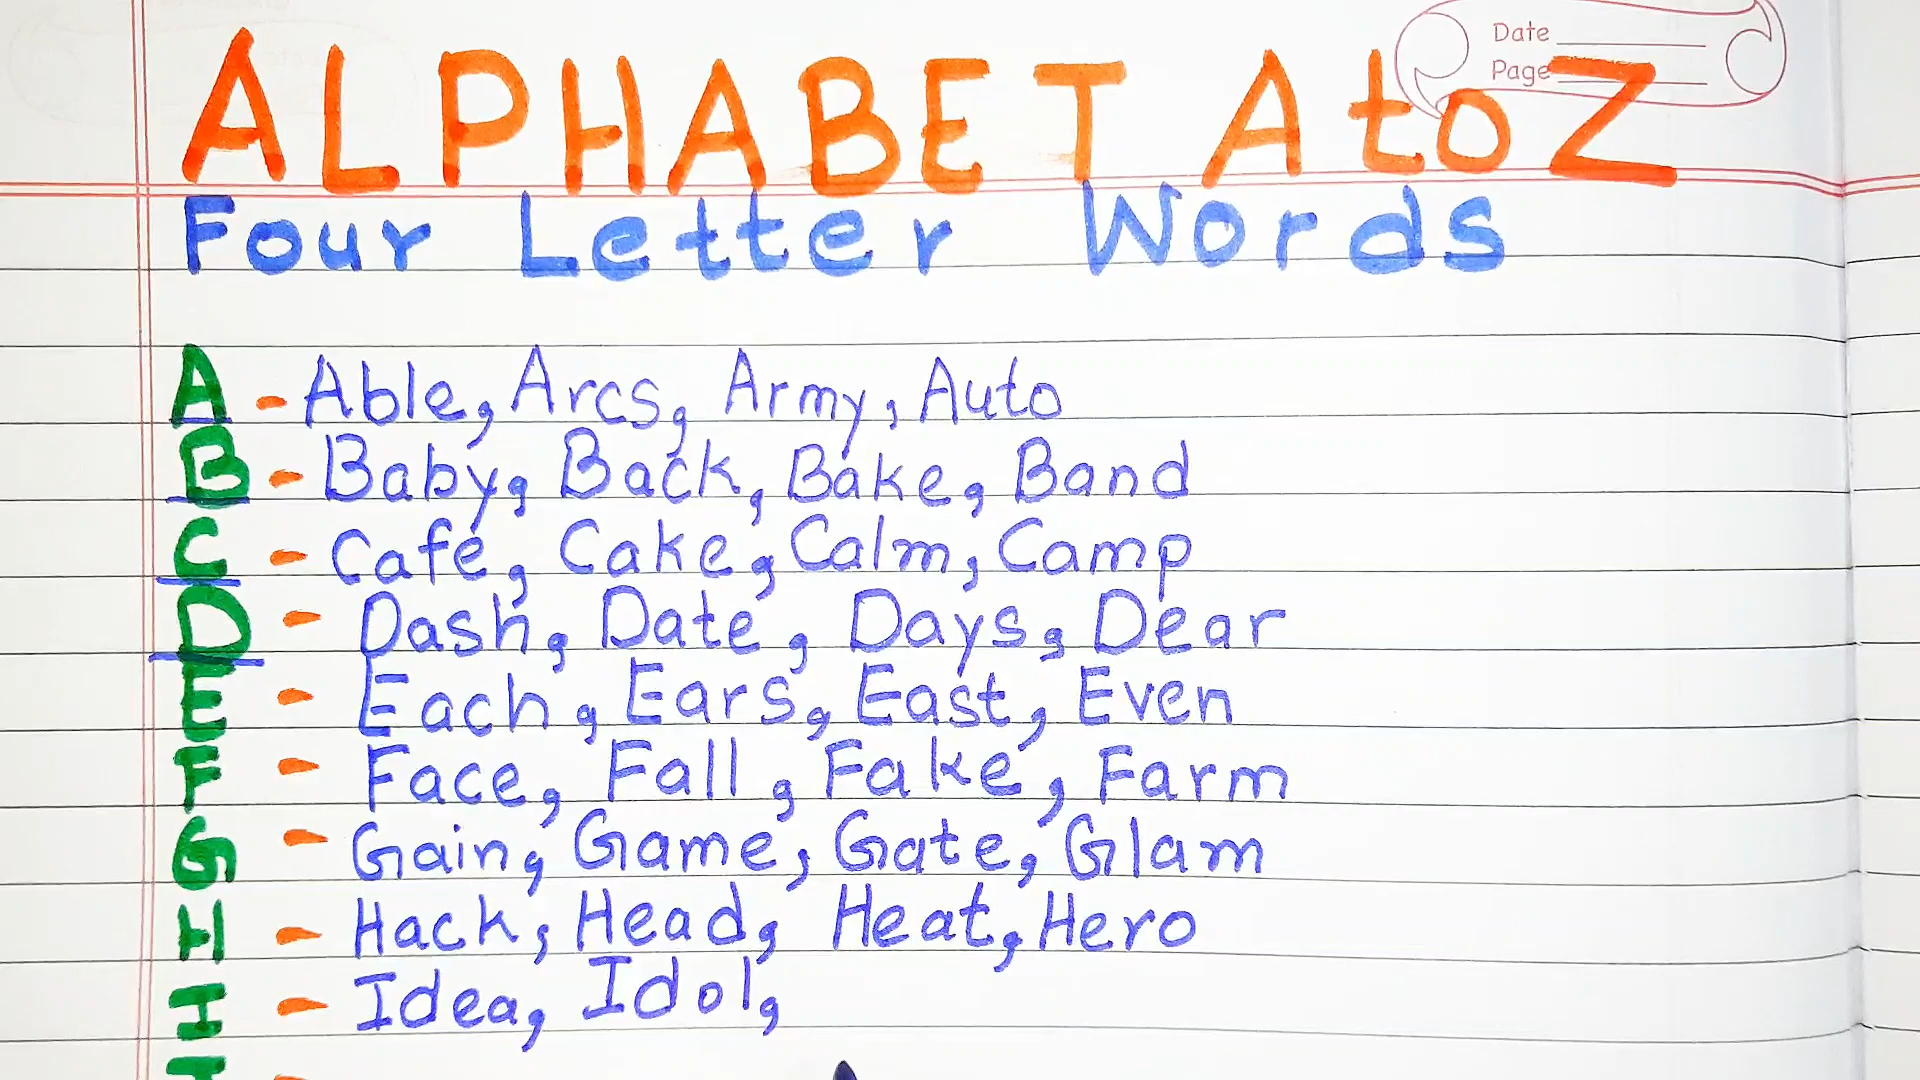 Date
Page
ALPHABET A to Z
Four Letter Words
A - Able, Arcs, Army, Auto
B - Baby, Back, Bake, Band
C - Cafe, Cake, Calm, Camp
D - Dash, Date, Days, Dear
E - Each, Ears, East, Even
F - Face, Fall, Fake, Farm
G - Gain, Game, Gate, Glam
H - Hack, Head, Heat, Hero
I - Idea, Idol,